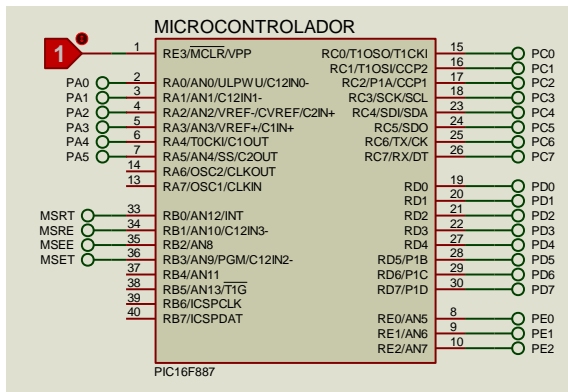 MICROCONTROLADOR
1 1 RE3/MCLR/VPP RC0/T1OSO/T1CKI 15 PC0
RC1/T1OSI/CCP2 16 PC1
PA0 2 RA0/AN0/ULPWU/C12IN0- RC2/P1A/CCP1 17 PC2
PA1 3 RA1/AN1/C12IN1- RC3/SCK/SCL 18 PC3
PA2 4 RA2/AN2/VREF-/CVREF/C2IN+ RC4/SDI/SDA 23 PC4
PA3 5 RA3/AN3/VREF+/C1IN+ RC5/SDO 24 PC5
PA4 6 RA4/T0CKI/C1OUT RC6/TX/CK 25 PC6
PA5 7 RA5/AN4/SS/C2OUT RC7/RX/DT 26 PC7
14 RA6/OSC2/CLKOUT
13 RA7/OSC1/CLKIN RD0 19 PD0
RD1 20 PD1
MSRT 33 RB0/AN12/INT RD2 21 PD2
MSRE 34 RB1/AN10/C12IN3- RD3 22 PD3
MSEE 35 RB2/AN8 RD4 27 PD4
MSET 36 RB3/AN9/PGM/C12IN2- RD5/P1B 28 PD5
37 RB4/AN11 RD6/P1C 29 PD6
38 RB5/AN13/T1G RD7/P1D 30 PD7
39 RB6/ICSPCLK
40 RB7/ICSPDAT RE0/AN5 8 PE0
RE1/AN6 9 PE1
RE2/AN7 10 PE2
PIC16F887